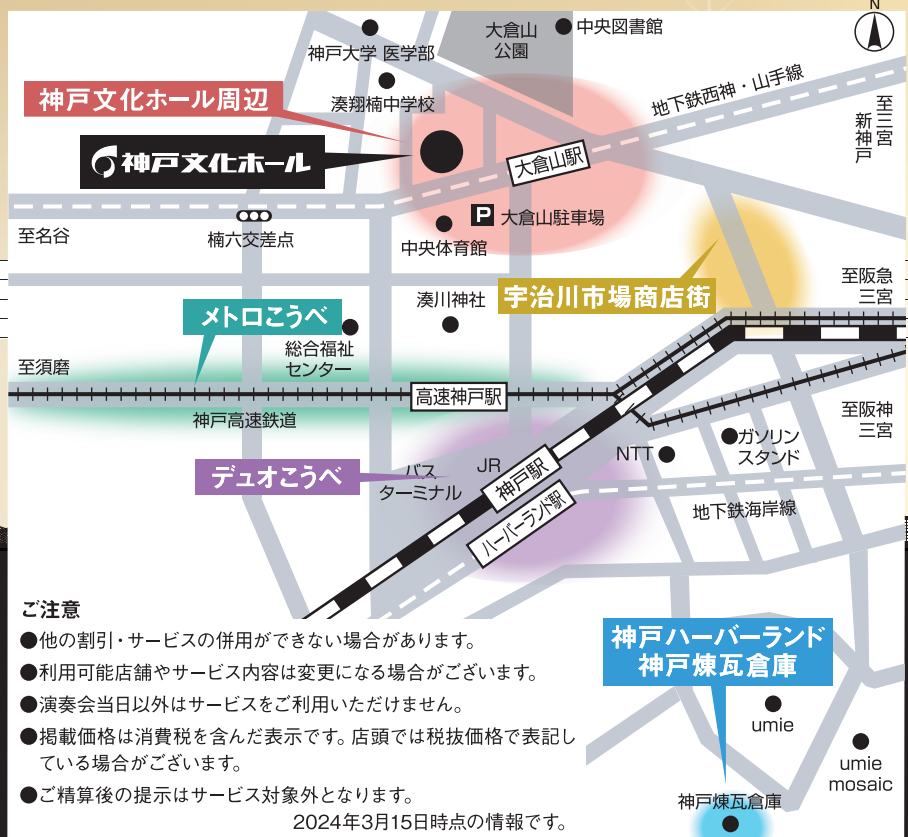 N
大倉山
公園
中央図書館
神戸大学 医学部
湊翔楠中学校
神戸文化ホール周辺
神戸文化ホール
地下鉄西神・山手線
至三宮
新神戸
大倉山駅
P 大倉山駐車場
中央体育館
至名谷
楠六交差点
至阪急
三宮
宇治川市場商店街
湊川神社
メトロこうべ
総合福祉
センター
至須磨
高速神戸駅
神戸高速鉄道
至阪神
三宮
ガソリン
スタンド
NTT
デュオこうべ
バス
ターミナル
JR
神戸駅
ハーバーランド駅
地下鉄海岸線
ご注意
●他の割引・サービスの併用ができない場合があります。
●利用可能店舗やサービス内容は変更になる場合がございます。
●演奏会当日以外はサービスをご利用いただけません。
●掲載価格は消費税を含んだ表示です。店頭では税抜価格で表記し
ている場合がございます。
●ご精算後の提示はサービス対象外となります。
2024年3月15日時点の情報です。
神戸ハーバーランド
神戸煉瓦倉庫
umie
umie
mosaic
神戸煉瓦倉庫